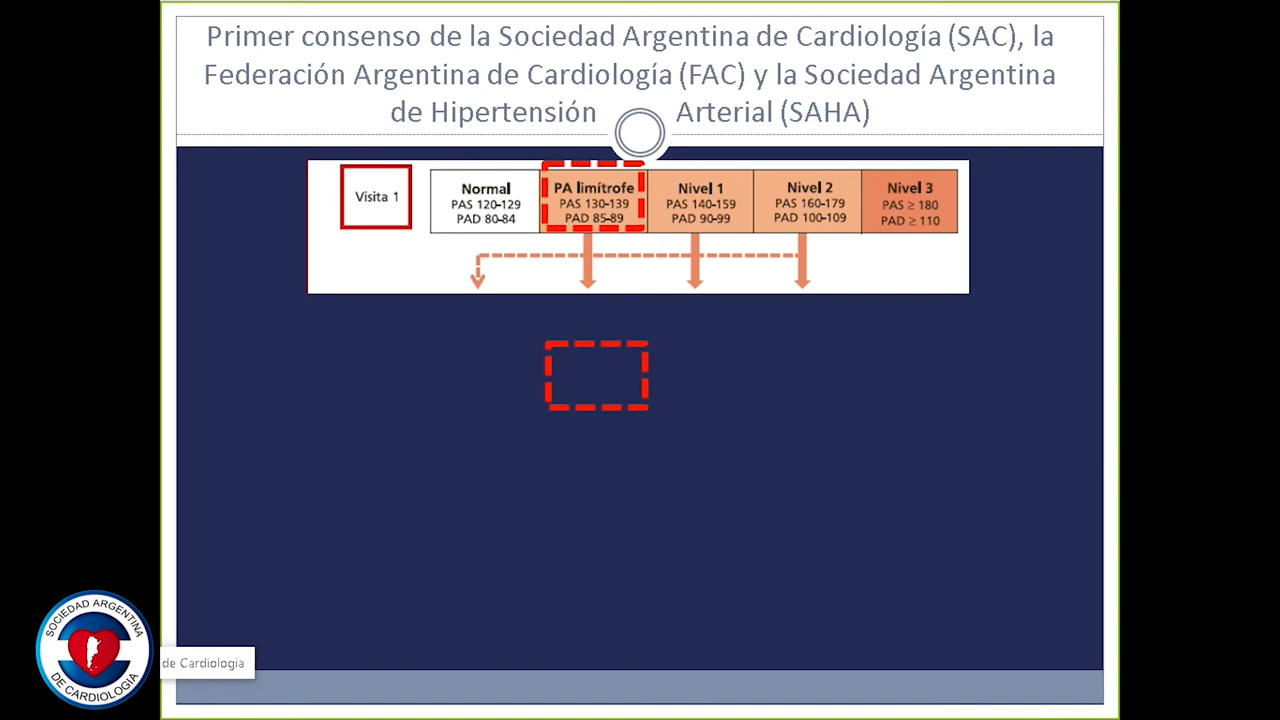 Primer consenso de la Sociedad Argentina de Cardiología (SAC), la
Federación Argentina de Cardiología (FAC) y la Sociedad Argentina
de Hipertensión Arterial (SAHA)
Visita 1
Normal
PAS 120-129
PAD 80-84
PA limítrofe
PAS 130-139
PAD 85-89
Nivel 1
PAS 140-159
PAD 90-99
Nivel 2
PAS 160-179
PAD 100-109
Nivel 3
PAS ≥ 180
PAD ≥ 110
SOCIEDAD ARGENTINA
DE CARDIOLOGIA
de Cardiologia